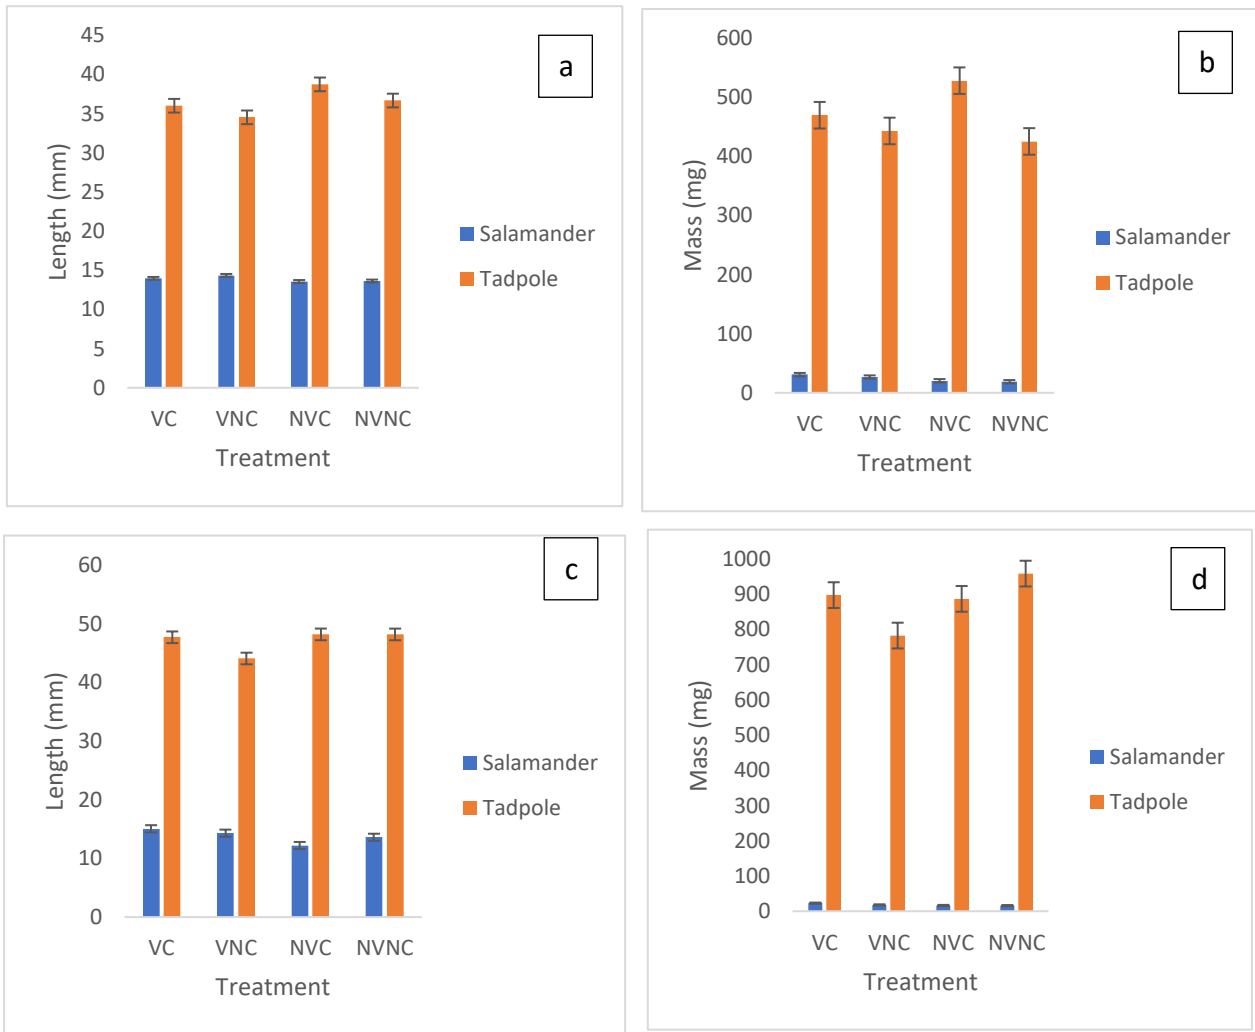 a
45
40
35
30
25
20
15
10
5
0
Length (mm)
VC VNC NVC NVNC
Treatment
Salamander
Tadpole
b
600
500
400
300
200
100
0
Mass (mg)
VC VNC NVC NVNC
Treatment
Salamander
Tadpole
c
60
50
40
30
20
10
0
Length (mm)
VC VNC NVC NVNC
Treatment
Salamander
Tadpole
d
1000
900
800
700
600
500
400
300
200
100
0
Mass (mg)
VC VNC NVC NVNC
Treatment
Salamander
Tadpole